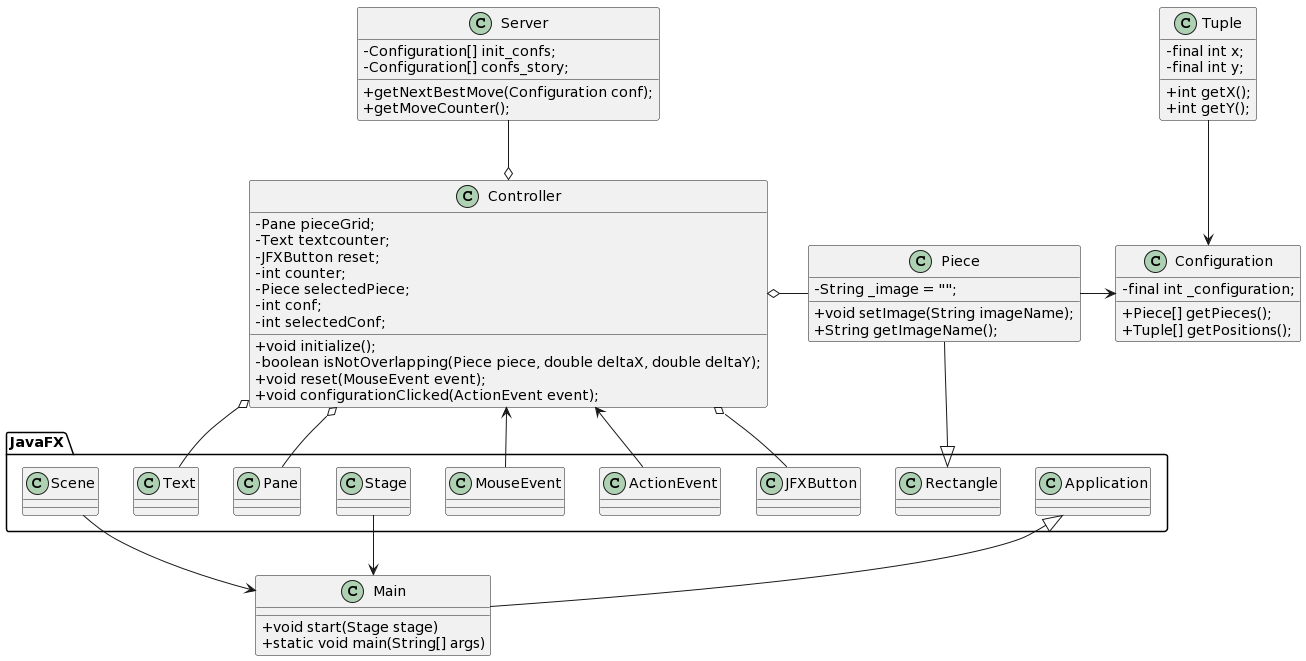 C Server
-Configuration[] init_confs;
-Configuration[] confs_story;
+getNextBestMove(Configuration conf);
+getMoveCounter();
C Tuple
-final int x;
-final int y;
+int getX();
+int getY();
C Controller
-Pane pieceGrid;
-Text textcounter;
-JFXButton reset;
-int counter;
-Piece selectedPiece;
-int conf;
-int selectedConf;
+void initialize();
-boolean isNotOverlapping(Piece piece, double deltaX, double deltaY);
+void reset(MouseEvent event);
+void configurationClicked(ActionEvent event);
C Piece
-String _image = "";
+void setImage(String imageName);
+String getImageName();
C Configuration
-final int _configuration;
+Piece[] getPieces();
+Tuple[] getPositions();
JavaFX
C Scene
C Text
C Pane
C Stage
C MouseEvent
C ActionEvent
C JFXButton
C Rectangle
C Application
C Main
+void start(Stage stage)
+static void main(String[] args)